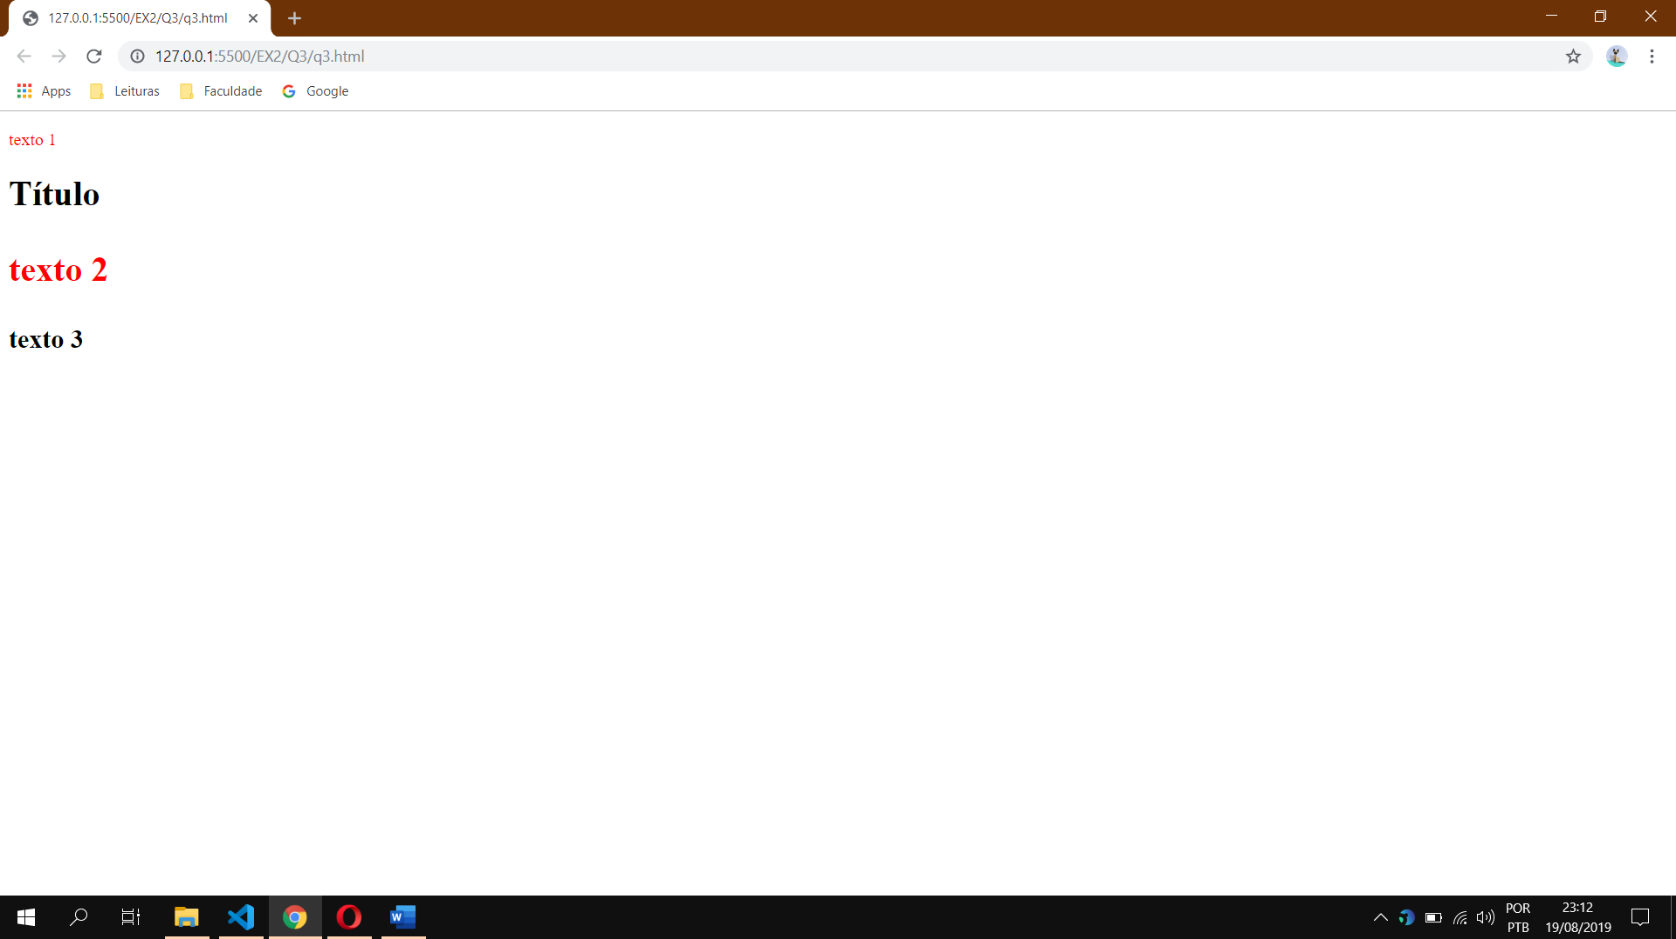 127.0.0.1:5500/EX2/Q3/q3.html
127.0.0.1:5500/EX2/Q3/q3.html
Apps Leituras Faculdade Google
texto 1
Título
texto 2
texto 3
POR 23:12
PTB 19/08/2019